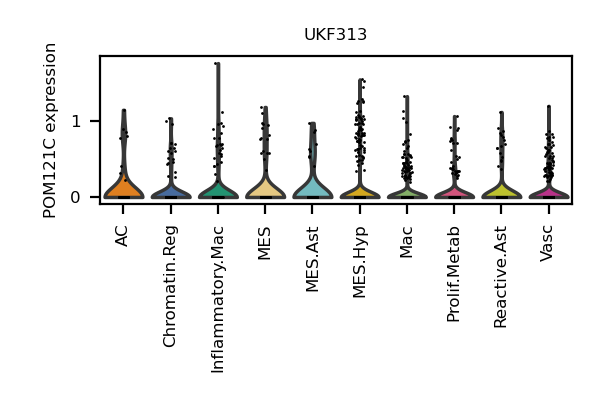 UKF313
POM121C expression
1
0
AC
Chromatin.Reg
Inflammatory.Mac
MES
MES.Ast
MES.Hyp
Mac
Prolif.Metab
Reactive.Ast
Vasc